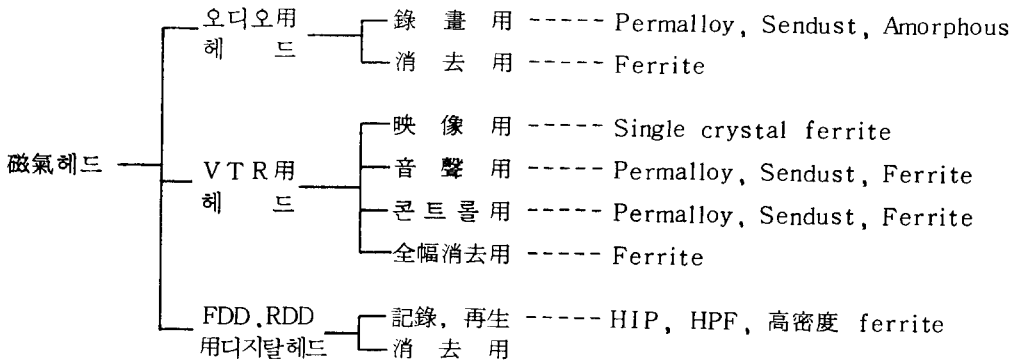 오디오用 헤드
錄畫用 ----- Permalloy, Sendust, Amorphous
消去用 ----- Ferrite
磁氣헤드
VTR用 헤드
映像用 ----- Single crystal ferrite
音聲用 ----- Permalloy, Sendust, Ferrite
콘트롤用 ----- Permalloy, Sendust, Ferrite
全幅消去用 ----- Ferrite
FDD.RDD
用디지탈헤드
記錄, 再生 ----- HIP, HPF, 高密度 ferrite
消去用